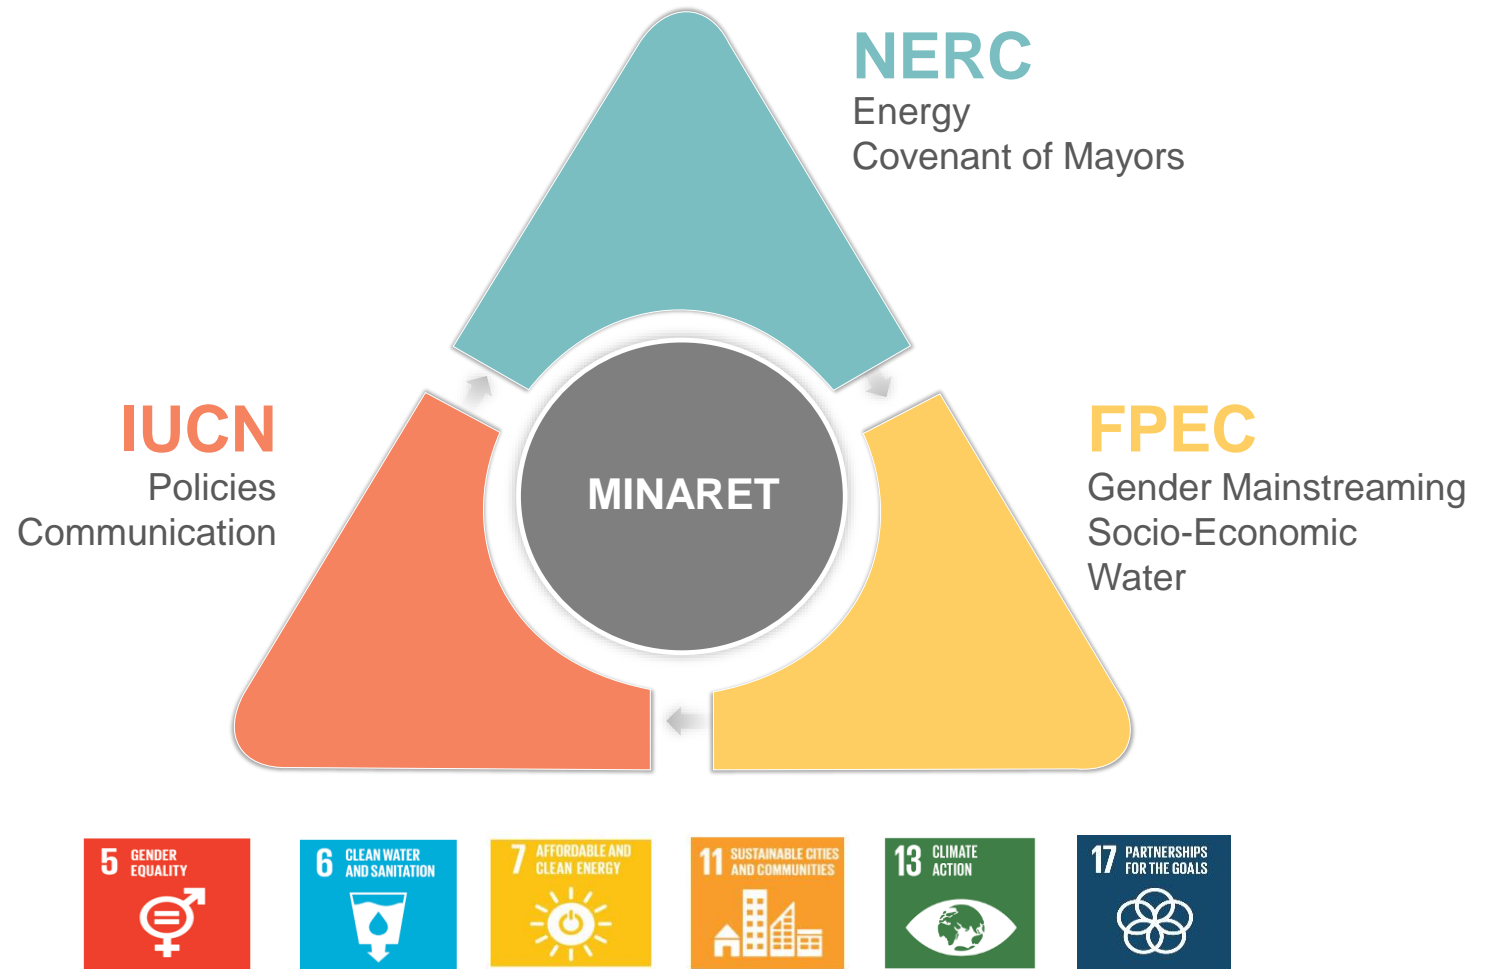 NERC
Energy
Covenant of Mayors
IUCN
Policies
Communication
MINARET
FPEC
Gender Mainstreaming
Socio-Economic
Water
5 GENDER
EQUALITY
6 CLEAN WATER
AND SANITATION
7 AFFORDABLE AND
CLEAN ENERGY
11 SUSTAINABLE CITIES
AND COMMUNITIES
13 CLIMATE
ACTION
17 PARTNERSHIPS
FOR THE GOALS